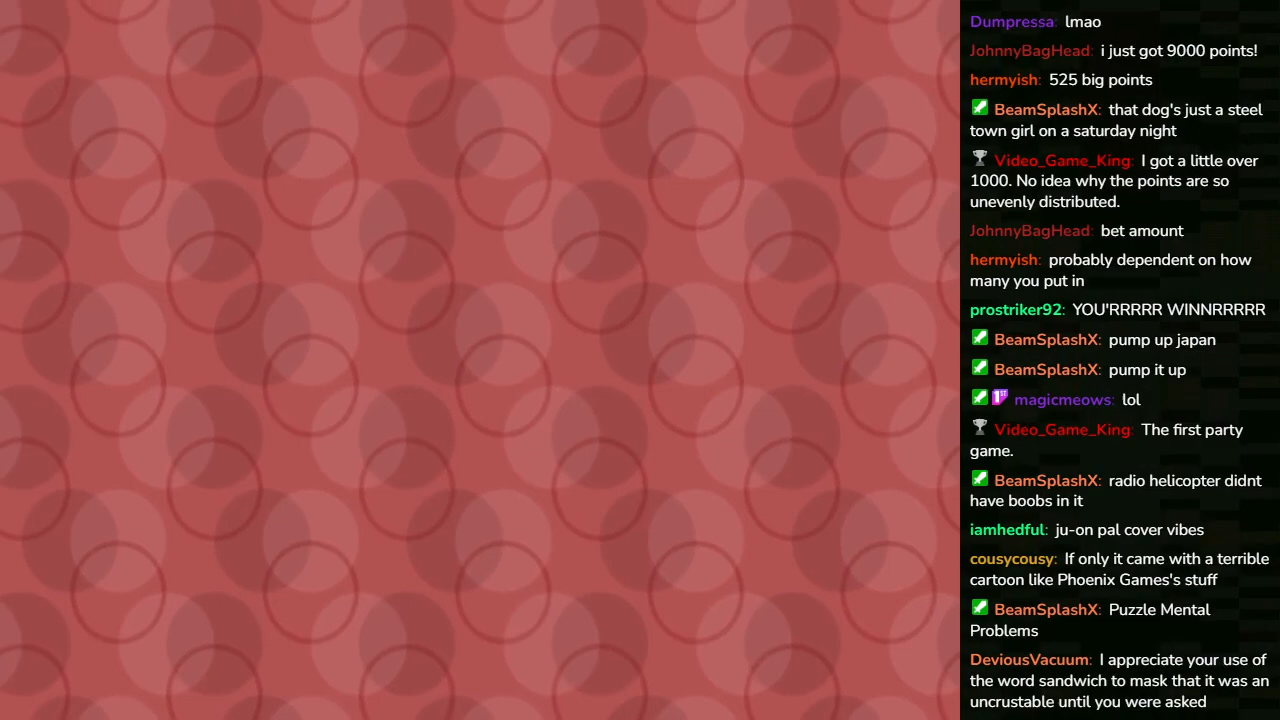 Dumpressa: lmao
JohnnyBagHead: i just got 9000 points!
hermyish: 525 big points
BeamSplashX: that dog's just a steel
town girl on a saturday night
Video_Game_King: I got a little over
1000. No idea why the points are so
unevenly distributed.
JohnnyBagHead: bet amount
hermyish: probably dependent on how
many you put in
prostriker92: YOU'RRRRR WINNRRRRR
BeamSplashX: pump up japan
BeamSplashX: pump it up
1ST magicmeows: lol
Video_Game_King: The first party
game.
BeamSplashX: radio helicopter didnt
have boobs in it
iamhedful: ju-on pal cover vibes
cousycousy: If only it came with a terrible
cartoon like Phoenix Games's stuff
BeamSplashX: Puzzle Mental
Problems
DeviousVacuum: I appreciate your use of
the word sandwich to mask that it was an
uncrustable until you were asked